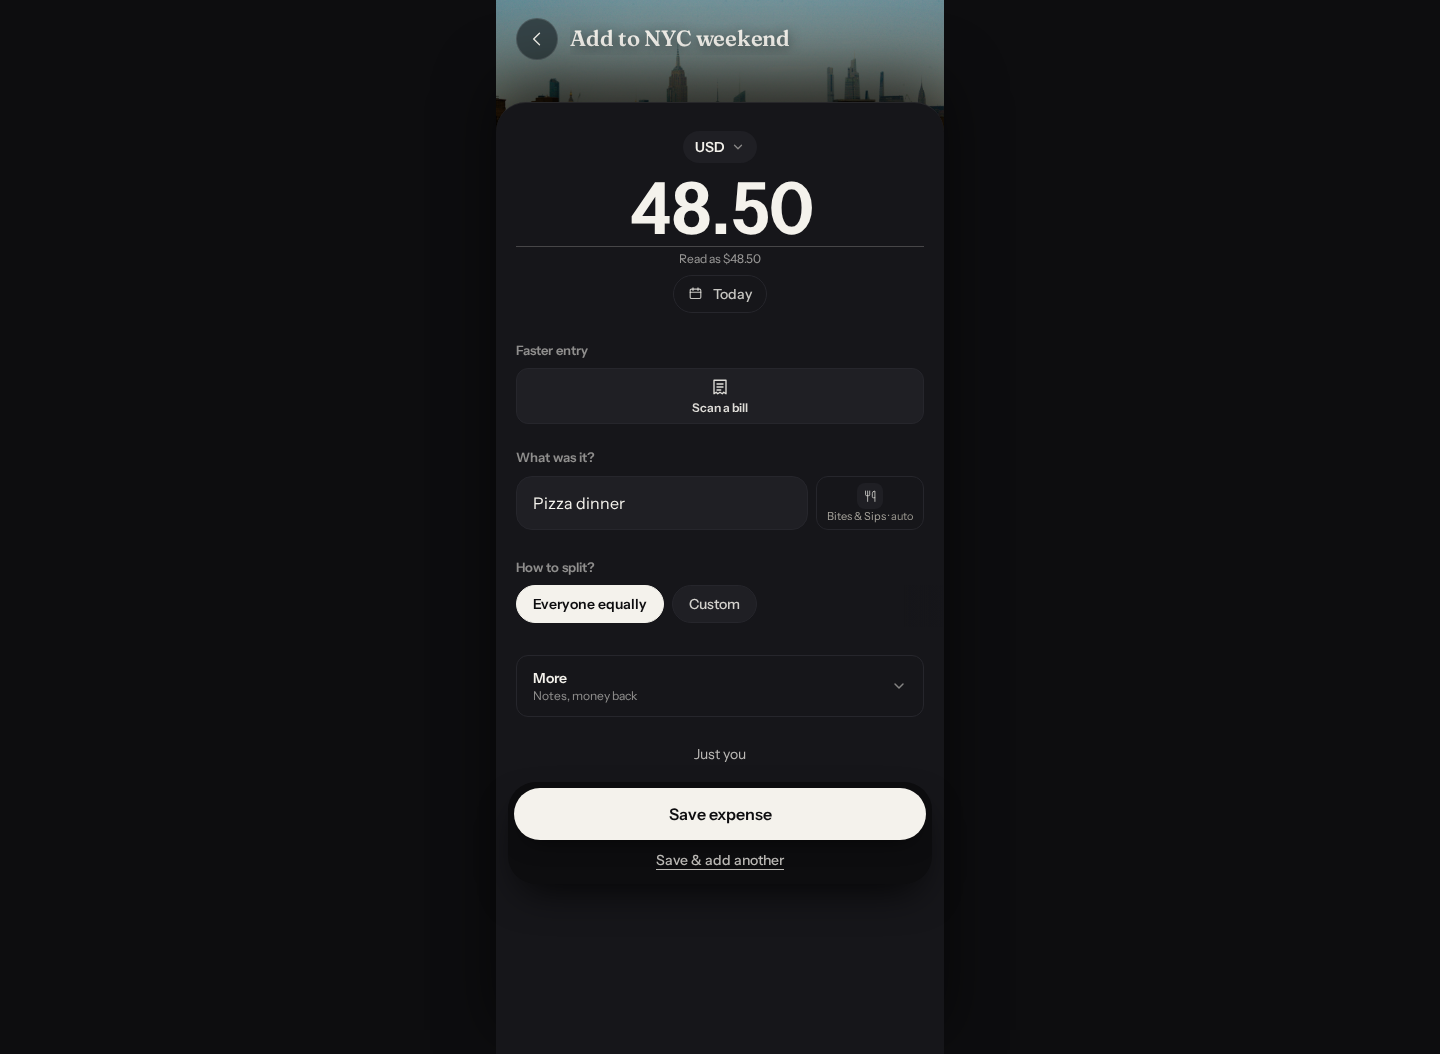 Add to NYC weekend
USD
48.50
Read as $48.50
Today
Faster entry
Scan a bill
What was it?
Pizza dinner
Bites & Sips · auto
How to split?
Everyone equally
Custom
More
Notes, money back
Just you
Save expense
Save & add another